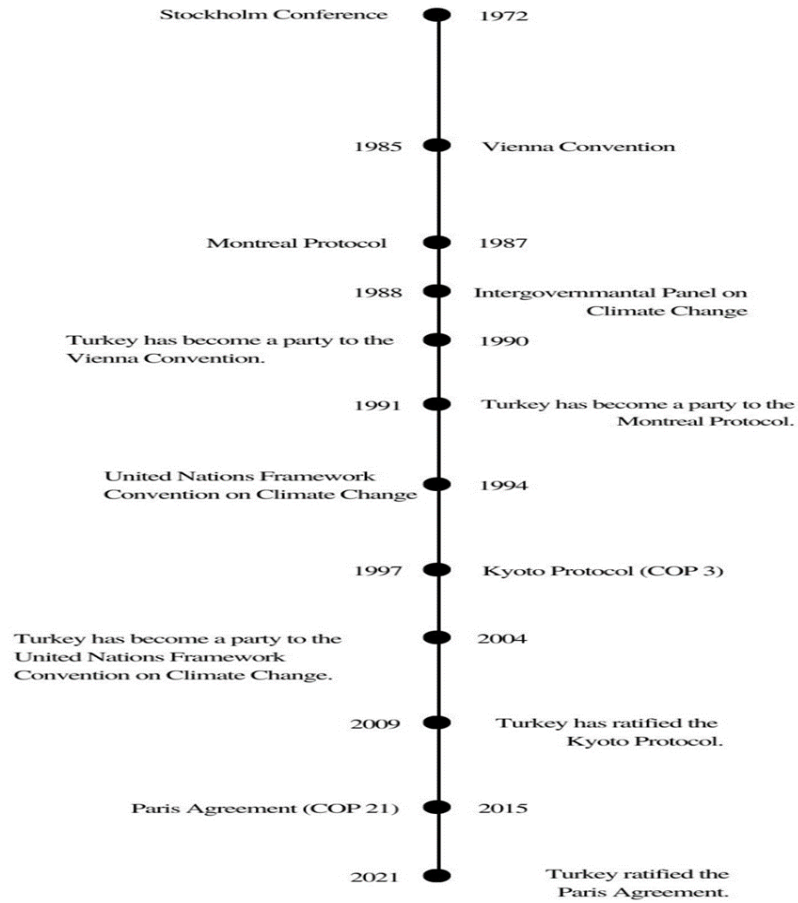 Stockholm Conference 1972
1985 Vienna Convention
Montreal Protocol 1987
1988 Intergovernmantal Panel on
Climate Change
Turkey has become a party to the 1990
Vienna Convention.
1991 Turkey has become a party to the
Montreal Protocol.
United Nations Framework
Convention on Climate Change 1994
1997 Kyoto Protocol (COP 3)
Turkey has become a party to the 2004
United Nations Framework
Convention on Climate Change.
2009 Turkey has ratified the
Kyoto Protocol.
Paris Agreement (COP 21) 2015
2021 Turkey ratified the
Paris Agreement.